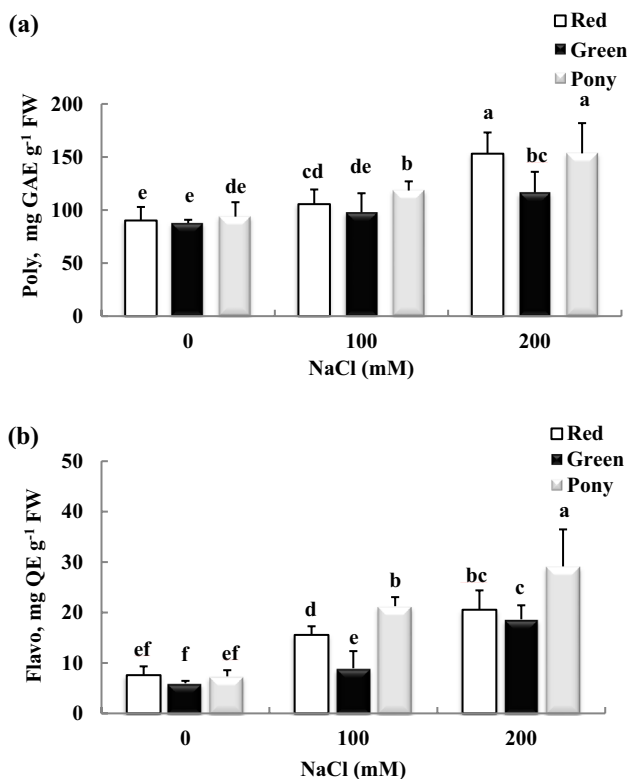 (a)
Red
Green
Pony
Poly, mg GAE g⁻¹ FW
200
150
100
50
0
e e de
cd de b
a bc a
0 100 200
NaCl (mM)
(b)
Red
Green
Pony
Flavo, mg QE g⁻¹ FW
50
40
30
20
10
0
ef f ef
d e b
bc c a
0 100 200
NaCl (mM)